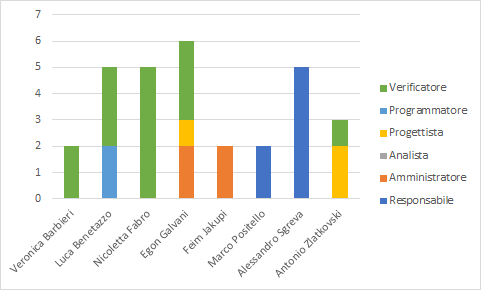 7
6
5
4
3
2
1
0
Veronica Barbieri
Luca Benetazzo
Nicoletta Fabro
Egon Galvani
Feim Jakupi
Marco Positello
Alessandro Sgreva
Antonio Zlatkovski
Verificatore
Programmatore
Progettista
Analista
Amministratore
Responsabile